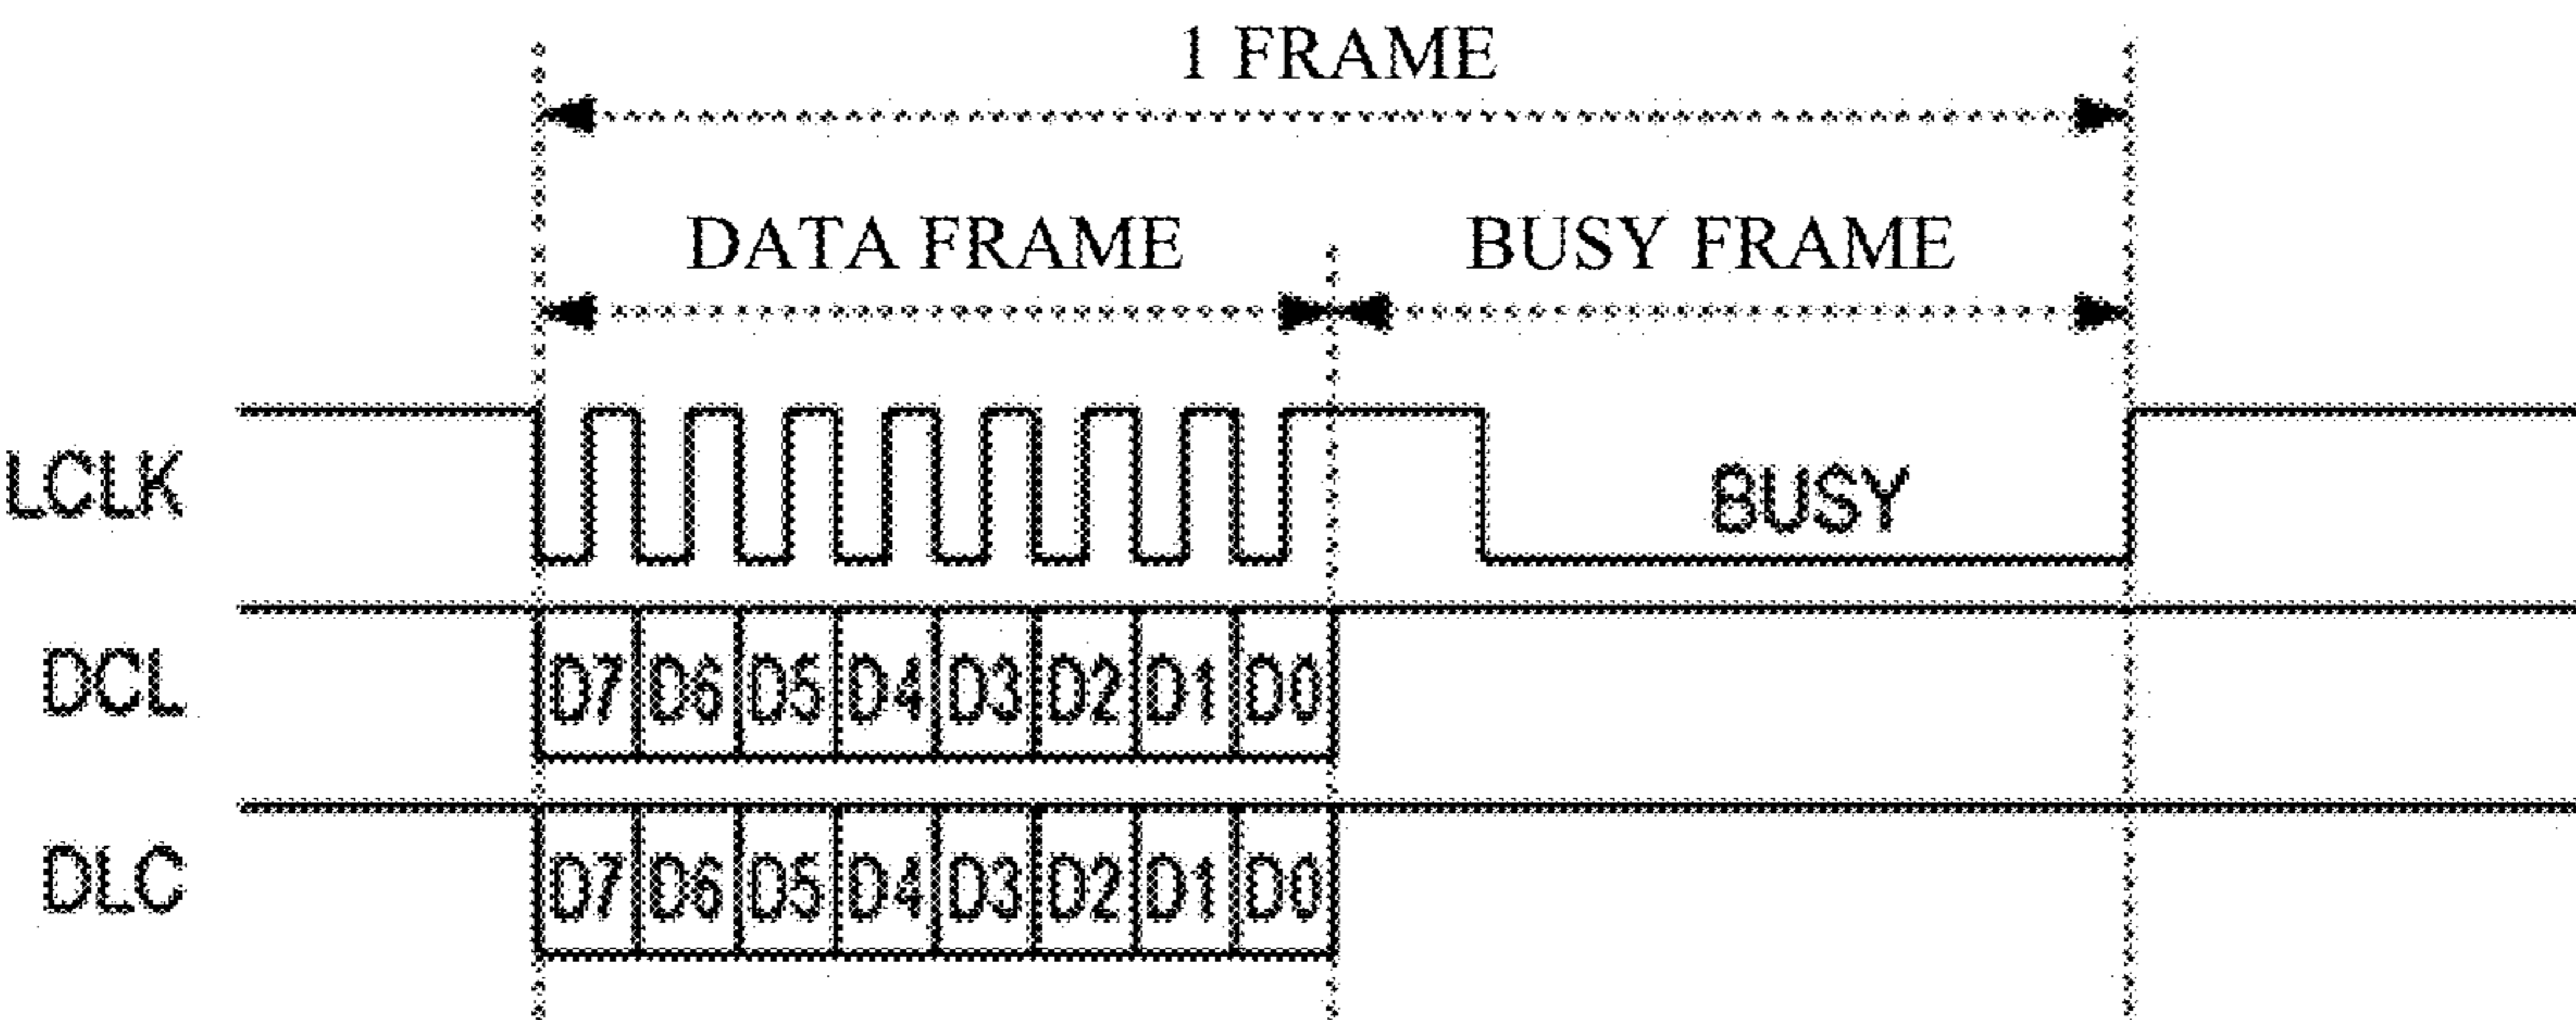 1 FRAME
DATA FRAME BUSY FRAME
LCLK BUSY
DCL D7 D6 D5 D4 D3 D2 D1 D0
DLC D7 D6 D5 D4 D3 D2 D1 D0